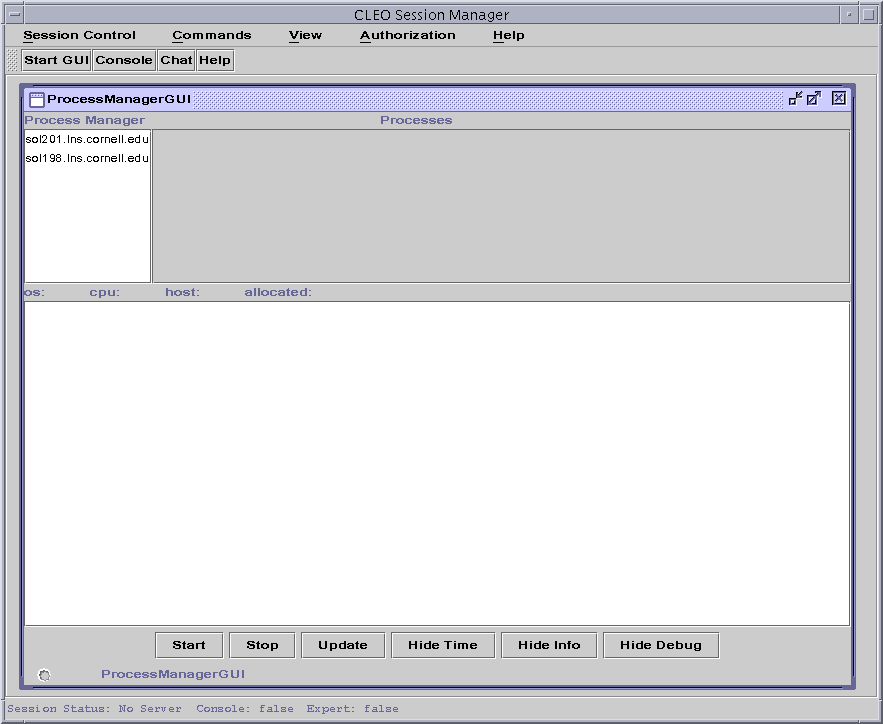 CLEO Session Manager
Session Control Commands View Authorization Help
Start GUI Console Chat Help
ProcessManagerGUI
Process Manager Processes
sol201.lns.cornell.edu
sol198.lns.cornell.edu
os: cpu: host: allocated:
Start Stop Update Hide Time Hide Info Hide Debug
ProcessManagerGUI
Session Status: No Server Console: false Expert: false